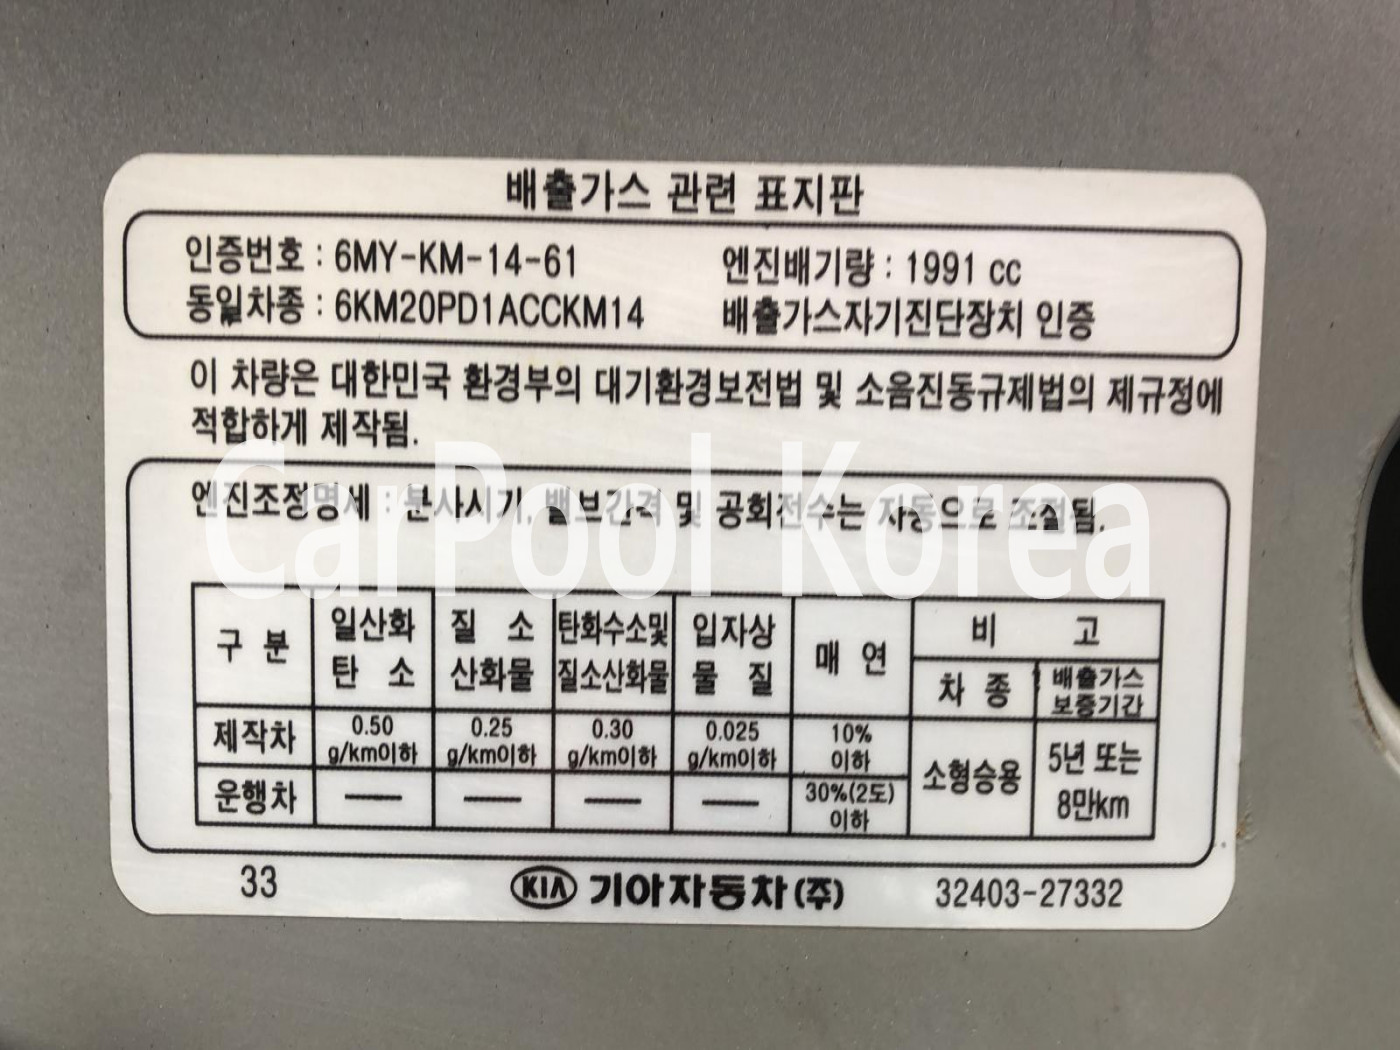 배출가스 관련 표지판
인증번호 : 6MY-KM-14-61 엔진배기량 : 1991 cc
동일차종 : 6KM20PD1ACCKM14 배출가스자기진단장치 인증
이 차량은 대한민국 환경부의 대기환경보전법 및 소음진동규제법의 제규정에
적합하게 제작됨.
CarPool Korea
엔진조정명세 : 분사시기, 밸브간격 및 공회전수는 자동으로 조절됨.
구 분 일산화 탄 소 질 소 산화물 탄화수소및 질소산화물 입자상 물 질 매 연 비 고
차 종 배출가스 보증기간
제작차 0.50 g/km이하 0.25 g/km이하 0.30 g/km이하 0.025 g/km이하 10% 이하 소형승용 5년 또는 8만km
운행차 — — — — 30%(2도) 이하
33 KIA 기아자동차(주) 32403-27332